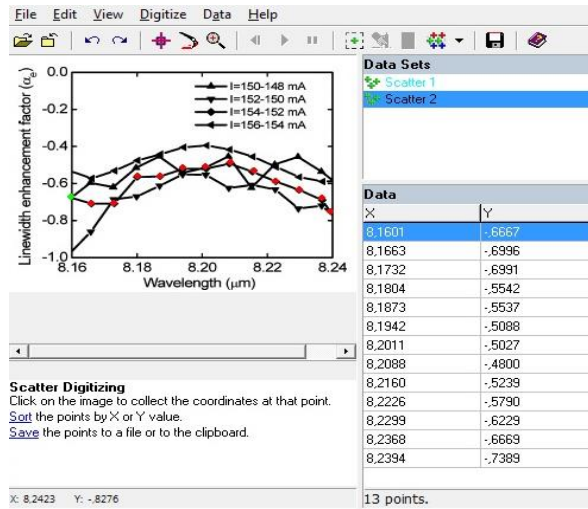 File Edit View Digitize Data Help
0.0
-0.2
-0.4
-0.6
-0.8
-1.0
Linewidth enhancement factor (αe)
I=150-148 mA
I=152-150 mA
I=154-152 mA
I=156-154 mA
8.16 8.18 8.20 8.22 8.24
Wavelength (μm)
Scatter Digitizing
Click on the image to collect the coordinates at that point.
Sort the points by X or Y value.
Save the points to a file or to the clipboard.
X: 8,2423 Y: -,8276
Data Sets
Scatter 1
Scatter 2
Data
X Y
8,1601 -,6667
8,1663 -,6996
8,1732 -,6991
8,1804 -,5542
8,1873 -,5537
8,1942 -,5088
8,2011 -,5027
8,2088 -,4800
8,2160 -,5239
8,2226 -,5790
8,2299 -,6229
8,2368 -,6669
8,2394 -,7389
13 points.